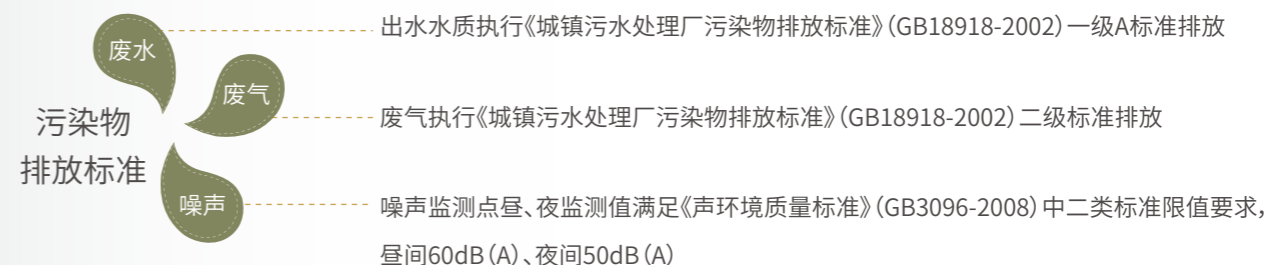 污染物
排放标准
废水
出水水质执行《城镇污水处理厂污染物排放标准》（GB18918-2002）一级A标准排放
废气
废气执行《城镇污水处理厂污染物排放标准》（GB18918-2002）二级标准排放
噪声
噪声监测点昼、夜监测值满足《声环境质量标准》（GB3096-2008）中二类标准限值要求，
昼间60dB（A）、夜间50dB（A）